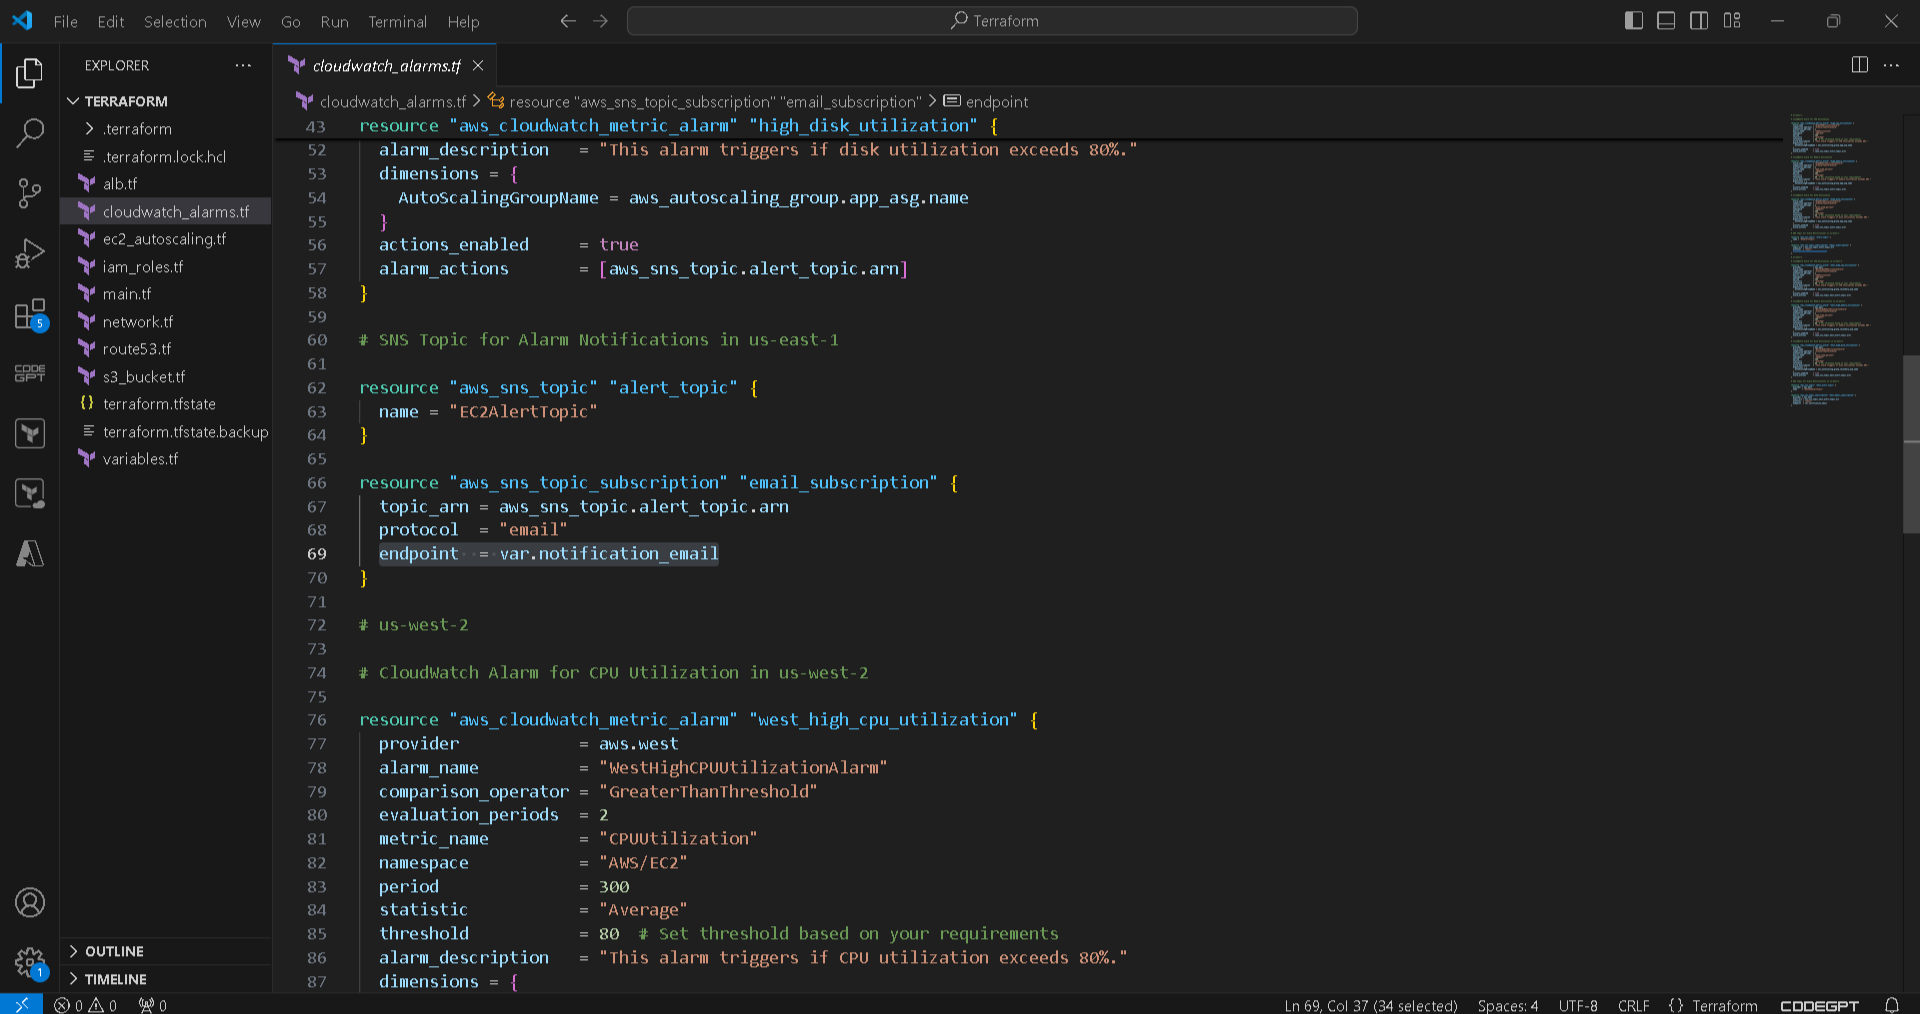 File Edit Selection View Go Run Terminal Help
Terraform
EXPLORER
cloudwatch_alarms.tf
TERRAFORM
.terraform
.terraform.lock.hcl
alb.tf
cloudwatch_alarms.tf
ec2_autoscaling.tf
iam_roles.tf
main.tf
network.tf
route53.tf
s3_bucket.tf
terraform.tfstate
terraform.tfstate.backup
variables.tf
OUTLINE
TIMELINE
5
CODE
GPT
1
cloudwatch_alarms.tf > resource "aws_sns_topic_subscription" "email_subscription" > endpoint
43 resource "aws_cloudwatch_metric_alarm" "high_disk_utilization" {
52 alarm_description = "This alarm triggers if disk utilization exceeds 80%."
53 dimensions = {
54 AutoScalingGroupName = aws_autoscaling_group.app_asg.name
55 }
56 actions_enabled = true
57 alarm_actions = [aws_sns_topic.alert_topic.arn]
58 }
59
60 # SNS Topic for Alarm Notifications in us-east-1
61
62 resource "aws_sns_topic" "alert_topic" {
63 name = "EC2AlertTopic"
64 }
65
66 resource "aws_sns_topic_subscription" "email_subscription" {
67 topic_arn = aws_sns_topic.alert_topic.arn
68 protocol = "email"
69 endpoint = var.notification_email
70 }
71
72 # us-west-2
73
74 # CloudWatch Alarm for CPU Utilization in us-west-2
75
76 resource "aws_cloudwatch_metric_alarm" "west_high_cpu_utilization" {
77 provider = aws.west
78 alarm_name = "WestHighCPUUtilizationAlarm"
79 comparison_operator = "GreaterThanThreshold"
80 evaluation_periods = 2
81 metric_name = "CPUUtilization"
82 namespace = "AWS/EC2"
83 period = 300
84 statistic = "Average"
85 threshold = 80 # Set threshold based on your requirements
86 alarm_description = "This alarm triggers if CPU utilization exceeds 80%."
87 dimensions = {
0 0 0 Ln 69, Col 37 (34 selected) Spaces: 4 UTF-8 CRLF {} Terraform CODEGPT